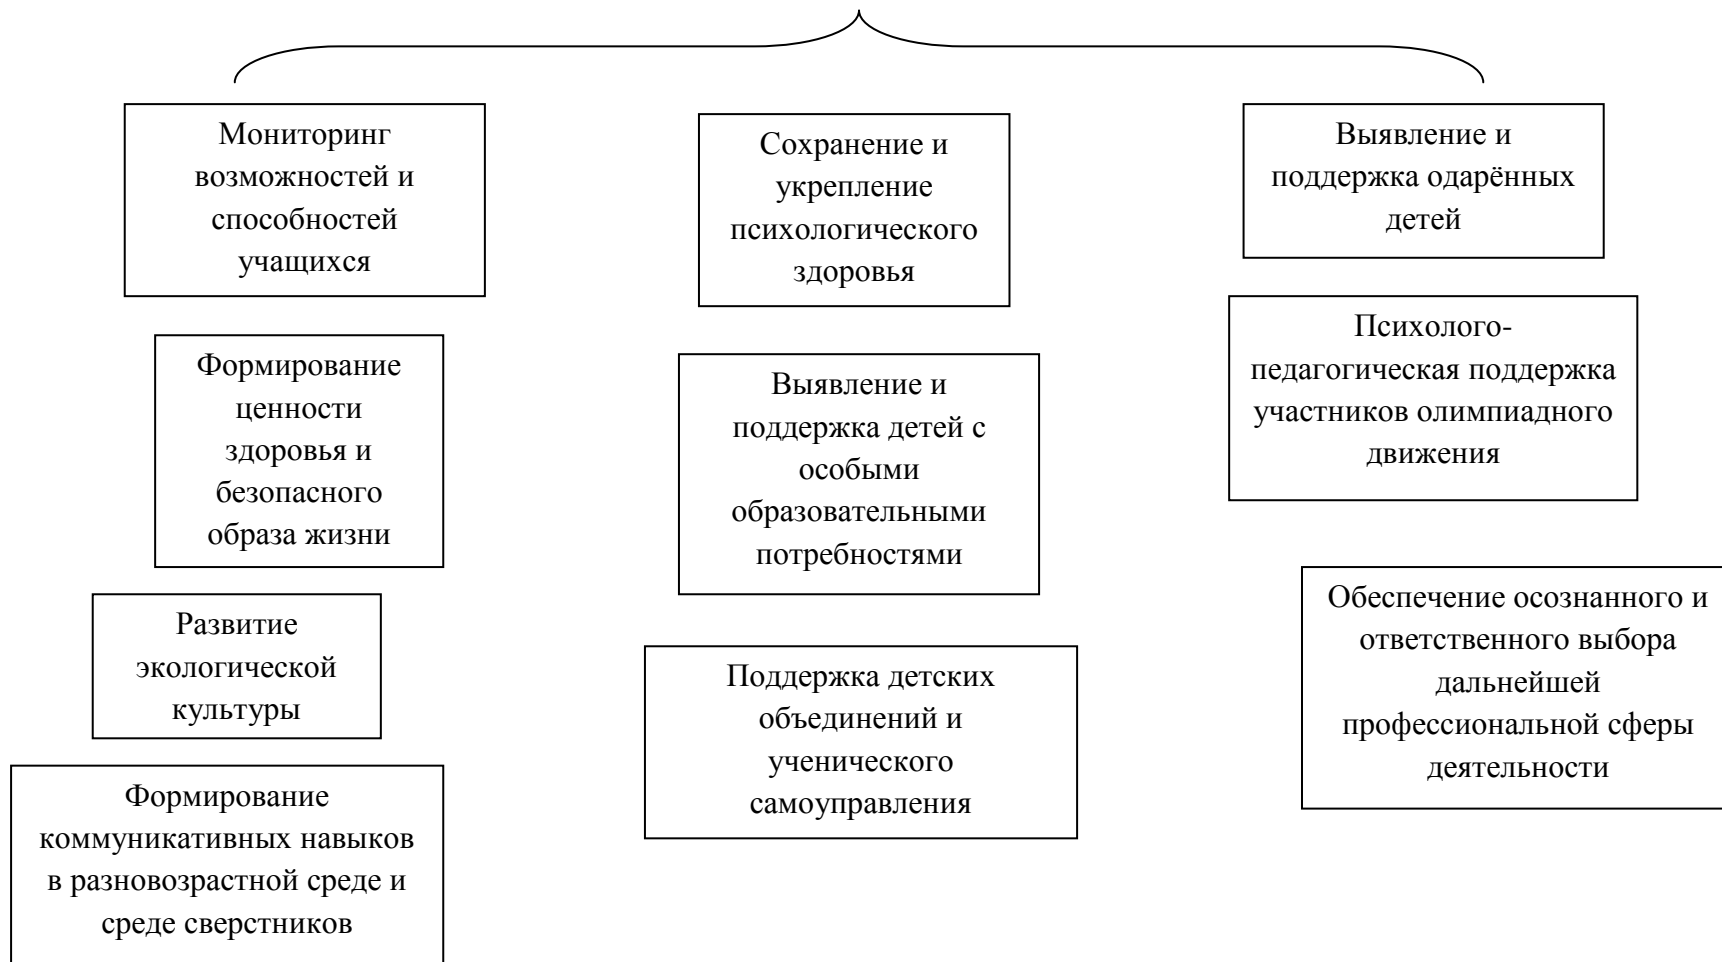 Мониторинг
возможностей и
способностей
учащихся
Сохранение и
укрепление
психологического
здоровья
Выявление и
поддержка одарённых
детей
Формирование
ценности
здоровья и
безопасного
образа жизни
Выявление и
поддержка детей с
особыми
образовательными
потребностями
Психолого-
педагогическая поддержка
участников олимпиадного
движения
Развитие
экологической
культуры
Поддержка детских
объединений и
ученического
самоуправления
Обеспечение осознанного и
ответственного выбора
дальнейшей
профессиональной сферы
деятельности
Формирование
коммуникативных навыков
в разновозрастной среде и
среде сверстников